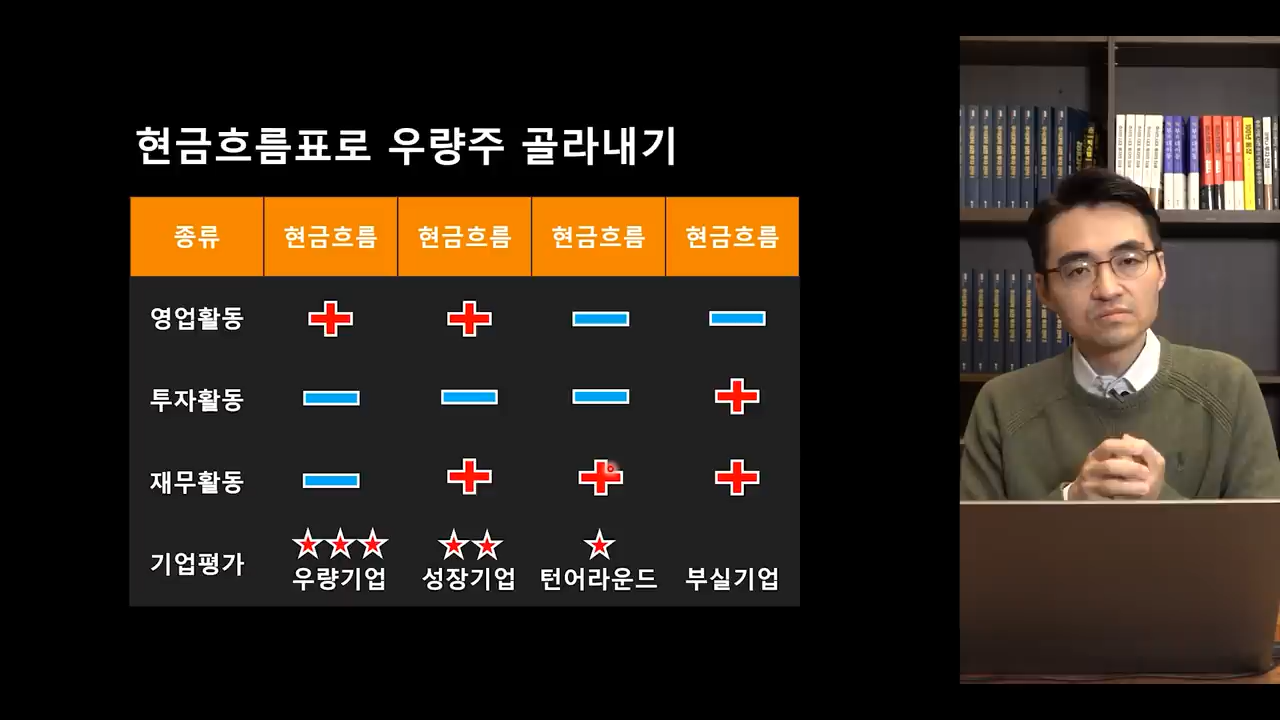 현금흐름표로 우량주 골라내기
종류 현금흐름 현금흐름 현금흐름 현금흐름
영업활동 + + - -
투자활동 - - - +
재무활동 - + + +
기업평가 ★★★ 우량기업 ★★ 성장기업 ★ 턴어라운드 부실기업